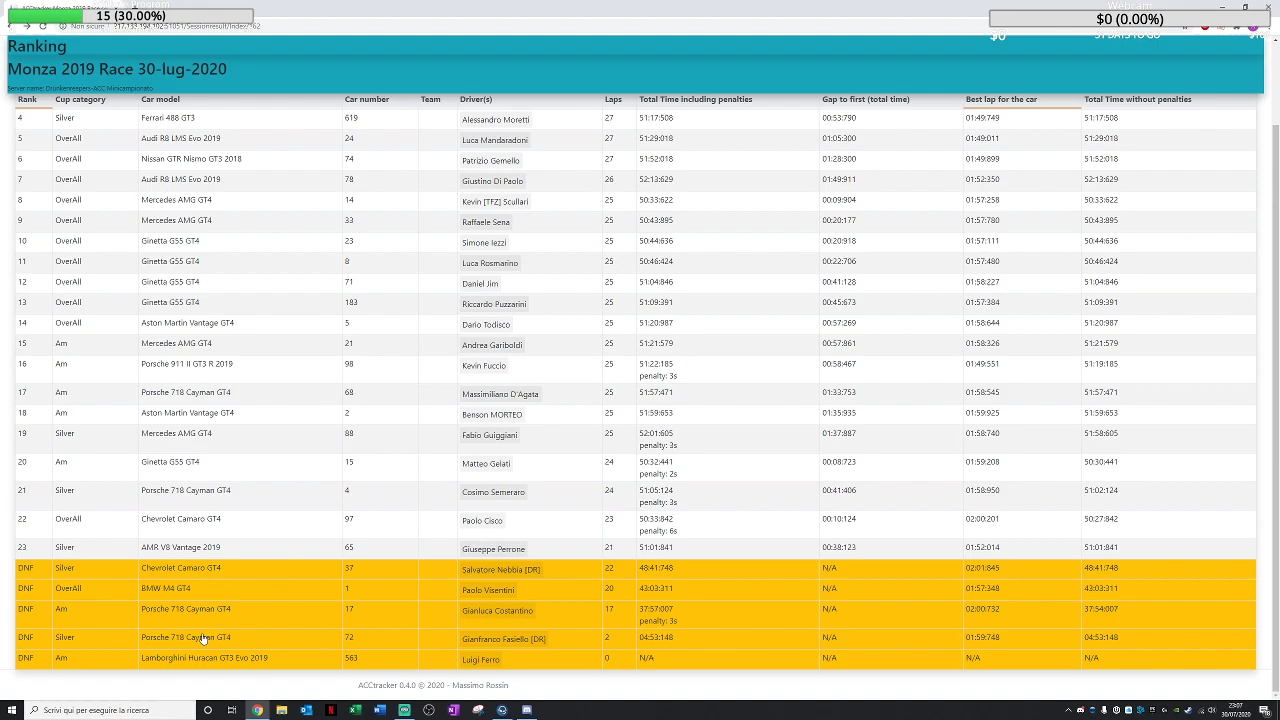 15 (30.00%)
Webcam
$0 (0.00%)
$0
Non sicure
Ranking
Monza 2019 Race 30-lug-2020
Server name: Drunkenreepers-ACC Minicampionato
Rank Cup category Car model Car number Team Driver(s) Laps Total Time including penalties Gap to first (total time) Best lap for the car Total Time without penalties
4 Silver Ferrari 488 GT3 619 Alessandro Moretti 27 51:17:508 00:53:790 01:49:749 51:17:508
5 OverAll Audi R8 LMS Evo 2019 24 Luca Mandaradoni 27 51:29:018 01:05:300 01:49:011 51:29:018
6 OverAll Nissan GTR Nismo GT3 2018 74 Patrizio Gemello 27 51:52:018 01:28:300 01:49:899 51:52:018
7 OverAll Audi R8 LMS Evo 2019 78 Giustino Di Paolo 26 52:13:629 01:49:911 01:52:350 52:13:629
8 OverAll Mercedes AMG GT4 14 Kevin [TFZ] Scullari 25 50:33:622 00:09:904 01:57:258 50:33:622
9 OverAll Mercedes AMG GT4 33 Raffaele Sena 25 50:43:895 00:20:177 01:57:780 50:43:895
10 OverAll Ginetta G55 GT4 23 Simone Iezzi 25 50:44:636 00:20:918 01:57:111 50:44:636
11 OverAll Ginetta G55 GT4 8 Luca Rosmarino 25 50:46:424 00:22:706 01:57:480 50:46:424
12 OverAll Ginetta G55 GT4 71 Daniel Jim 25 51:04:846 00:41:128 01:58:227 51:04:846
13 OverAll Ginetta G55 GT4 183 Riccardo Puzzarini 25 51:09:391 00:45:673 01:57:384 51:09:391
14 OverAll Aston Martin Vantage GT4 5 Dario Todisco 25 51:20:987 00:57:269 01:58:644 51:20:987
15 Am Mercedes AMG GT4 21 Andrea Gariboldi 25 51:21:579 00:57:861 01:58:326 51:21:579
16 Am Porsche 911 II GT3 R 2019 98 Kevin Fuccio 25 51:22:185 00:58:467 01:49:551 51:19:185
penalty: 3s
17 Am Porsche 718 Cayman GT4 68 Massimiliano D'Agata 25 51:57:471 01:33:753 01:58:545 51:57:471
18 Am Aston Martin Vantage GT4 2 Benson MORTEO 25 51:59:653 01:35:935 01:59:925 51:59:653
19 Silver Mercedes AMG GT4 88 Fabio Guiggiani 25 52:01:605 01:37:887 01:58:740 51:58:605
penalty: 3s
20 Am Ginetta G55 GT4 15 Matteo Gelati 24 50:32:441 00:08:723 01:59:208 50:30:441
penalty: 2s
21 Silver Porsche 718 Cayman GT4 4 Cosimo Semeraro 24 51:05:124 00:41:406 01:58:950 51:02:124
penalty: 3s
22 OverAll Chevrolet Camaro GT4 97 Paolo Cisco 23 50:33:842 00:10:124 02:00:201 50:27:842
penalty: 6s
23 Silver AMR V8 Vantage 2019 65 Giuseppe Perrone 21 51:01:841 00:38:123 01:52:014 51:01:841
DNF Silver Chevrolet Camaro GT4 37 Salvatore Nebbia [DR] 22 48:41:748 N/A 02:01:845 48:41:748
DNF OverAll BMW M4 GT4 1 Paolo Visentini 20 43:03:311 N/A 01:57:348 43:03:311
DNF Am Porsche 718 Cayman GT4 17 Gianluca Costantino 17 37:57:007 N/A 02:00:732 37:54:007
penalty: 3s
DNF Silver Porsche 718 Cayman GT4 72 Gianfranco Fasiello [DR] 2 04:53:148 N/A 01:59:748 04:53:148
DNF Am Lamborghini Huracan GT3 Evo 2019 563 Luigi Ferro 0 N/A N/A N/A N/A
ACCtracker 0.4.0 © 2020 - Massimo Rossin
Scrivi qui per eseguire la ricerca
23:07
30/07/2020